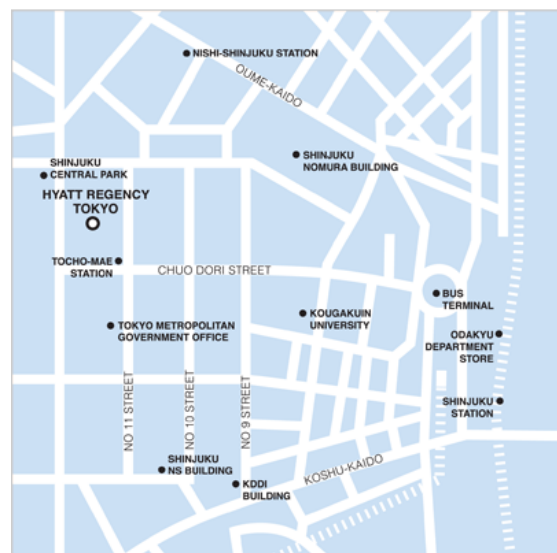 NISHI-SHINJUKU STATION
OUME-KAIDO
SHINJUKU
NOMURA BUILDING
SHINJUKU
CENTRAL PARK
HYATT REGENCY
TOKYO
TOCHO-MAE
STATION
CHUO DORI STREET
BUS
TERMINAL
KOUGAKUIN
UNIVERSITY
TOKYO METROPOLITAN
GOVERNMENT OFFICE
ODAKYU
DEPARTMENT
STORE
SHINJUKU
STATION
NO 11 STREET
NO 10 STREET
NO 9 STREET
SHINJUKU
NS BUILDING
KDDI
BUILDING
KOSHU-KAIDO